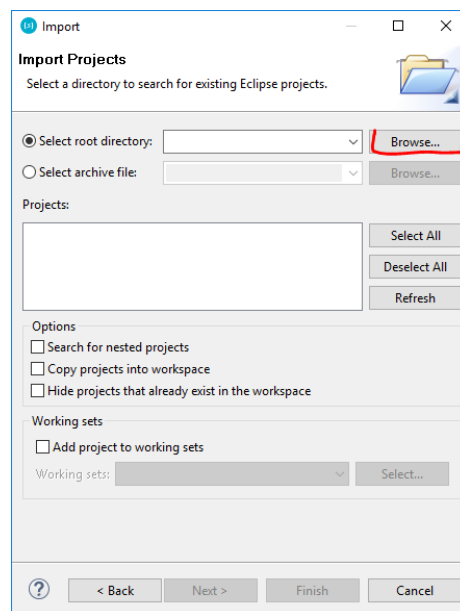 Import
Import Projects
Select a directory to search for existing Eclipse projects.
Select root directory: Browse...
Select archive file: Browse...
Projects:
Select All
Deselect All
Refresh
Options
Search for nested projects
Copy projects into workspace
Hide projects that already exist in the workspace
Working sets
Add project to working sets
Working sets: Select...
? < Back Next > Finish Cancel